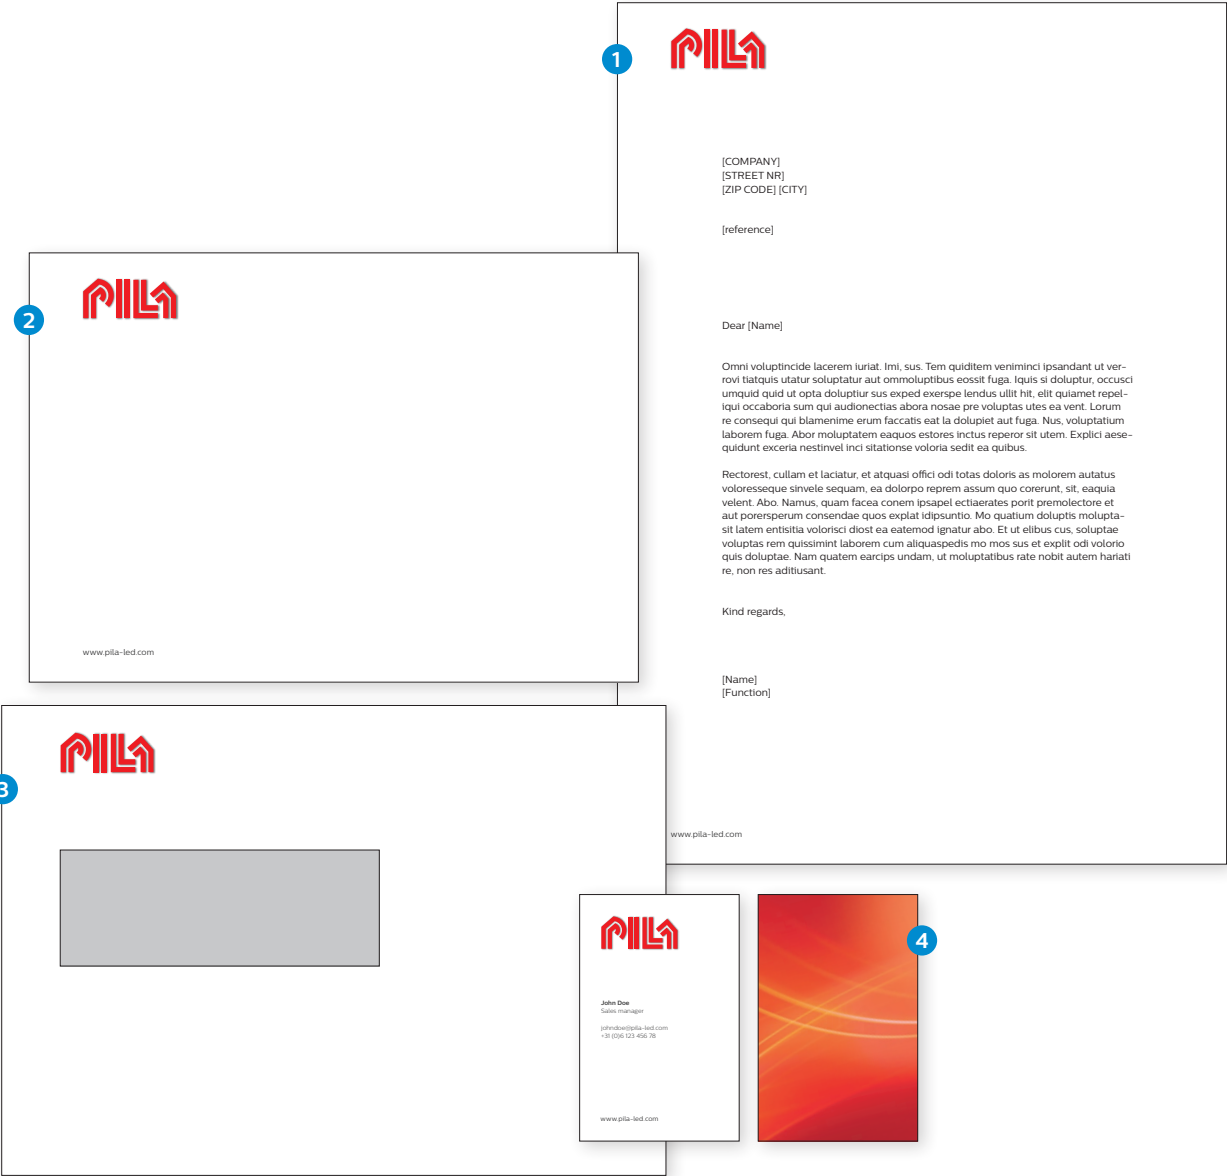 1
PILA
[COMPANY]
[STREET NR]
[ZIP CODE] [CITY]
[reference]
Dear [Name]
Omni voluptincide lacerem iuriat. Imi, sus. Tem quiditem veniminci ipsandant ut ver-
rovi tiatquis utatur soluptatur aut ommoluptibus eossit fuga. Iquis si doluptur, occusci
umquid quid ut opta doluptiur sus exped exerspe lendus ullit hit, elit quiamet repel-
iqui occaboria sum qui audionectias abora nosae pre voluptas utes ea vent. Lorum
re consequi qui blamenime erum faccatis eat la dolupiet aut fuga. Nus, voluptatium
laborem fuga. Abor moluptatem eaquos estores inctus reperor sit utem. Explici aese-
quidunt exceria nestinvel inci sitationse voloria sedit ea quibus.
Rectorest, cullam et laciatur, et atquasi offici odi totas doloris as molorem autatus
voloresseque sinvele sequam, ea dolorpo reprem assum quo corerunt, sit, eaquia
velent. Abo. Namus, quam facea conem ipsapel ectiaerates porit premolectore et
aut porersperum consendae quos explat idipsuntio. Mo quatium doluptis molupta-
sit latem entisitia volorisci diost ea eatemod ignatur abo. Et ut elibus cus, soluptae
voluptas rem quissimint laborem cum aliquaspedis mo mos sus et explit odi volorio
quis doluptae. Nam quatem earcips undam, ut moluptatibus rate nobit autem hariati
re, non res aditiusant.
Kind regards,
[Name]
[Function]
www.pila-led.com
2
PILA
www.pila-led.com
3
PILA
PILA
John Doe
Sales manager
johndoe@pila-led.com
+31 (0)6 123 456 78
www.pila-led.com
4